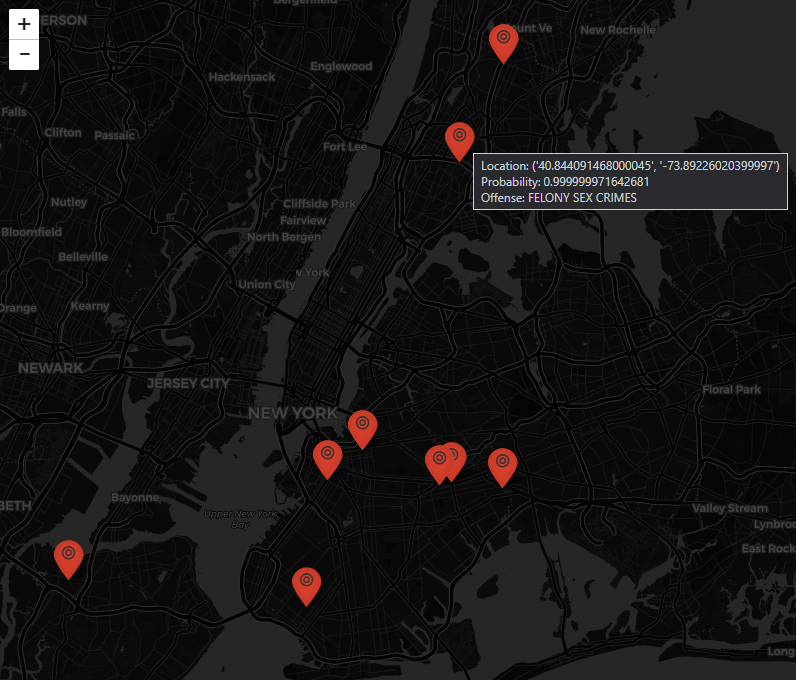 +
−
Bergenfield
ERSON
Mount Ve
New Rochelle
Englewood
Hackensack
Falls
Clifton
Passaic
Fort Lee
Location: ('40.844091468000045', '-73.89226020399997')
Probability: 0.999999971642681
Offense: FELONY SEX CRIMES
Nutley
Cliffside Park
Fairview
Bloomfield
North Bergen
Belleville
w York
Union City
Orange
Kearny
NEWARK
JERSEY CITY
Floral Park
NEW YORK
Bayonne
BETH
Upper New York
Bay
Valley Stream
Lynbroo
East Rock
Long